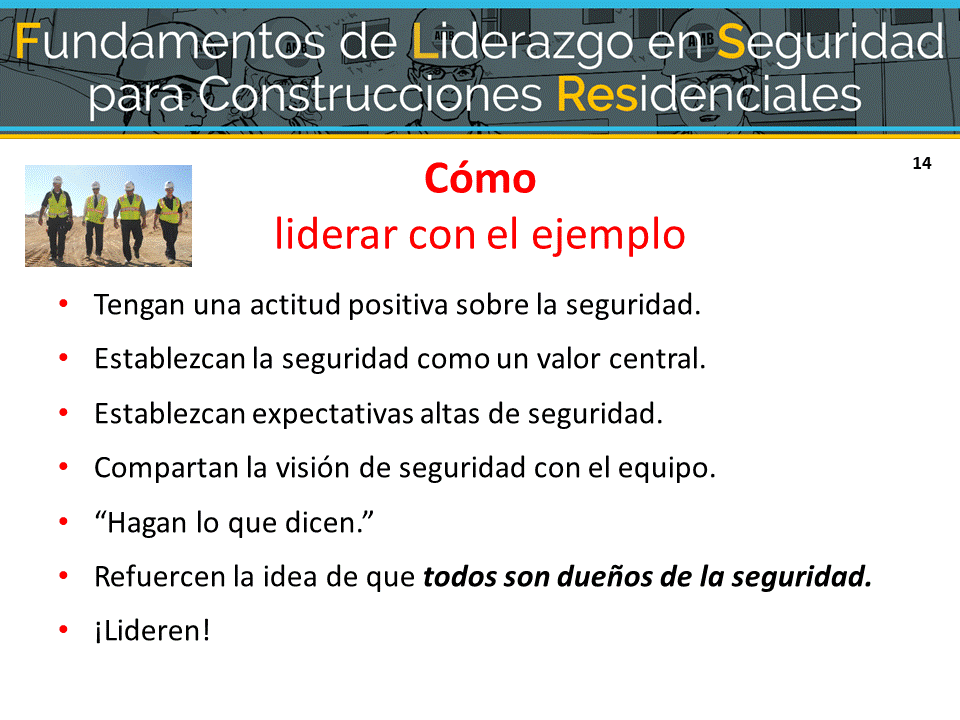 Fundamentos de Liderazgo en Seguridad
para Construcciones Residenciales
14
Cómo
liderar con el ejemplo
• Tengan una actitud positiva sobre la seguridad.
• Establezcan la seguridad como un valor central.
• Establezcan expectativas altas de seguridad.
• Compartan la visión de seguridad con el equipo.
• “Hagan lo que dicen.”
• Refuercen la idea de que todos son dueños de la seguridad.
• ¡Lideren!